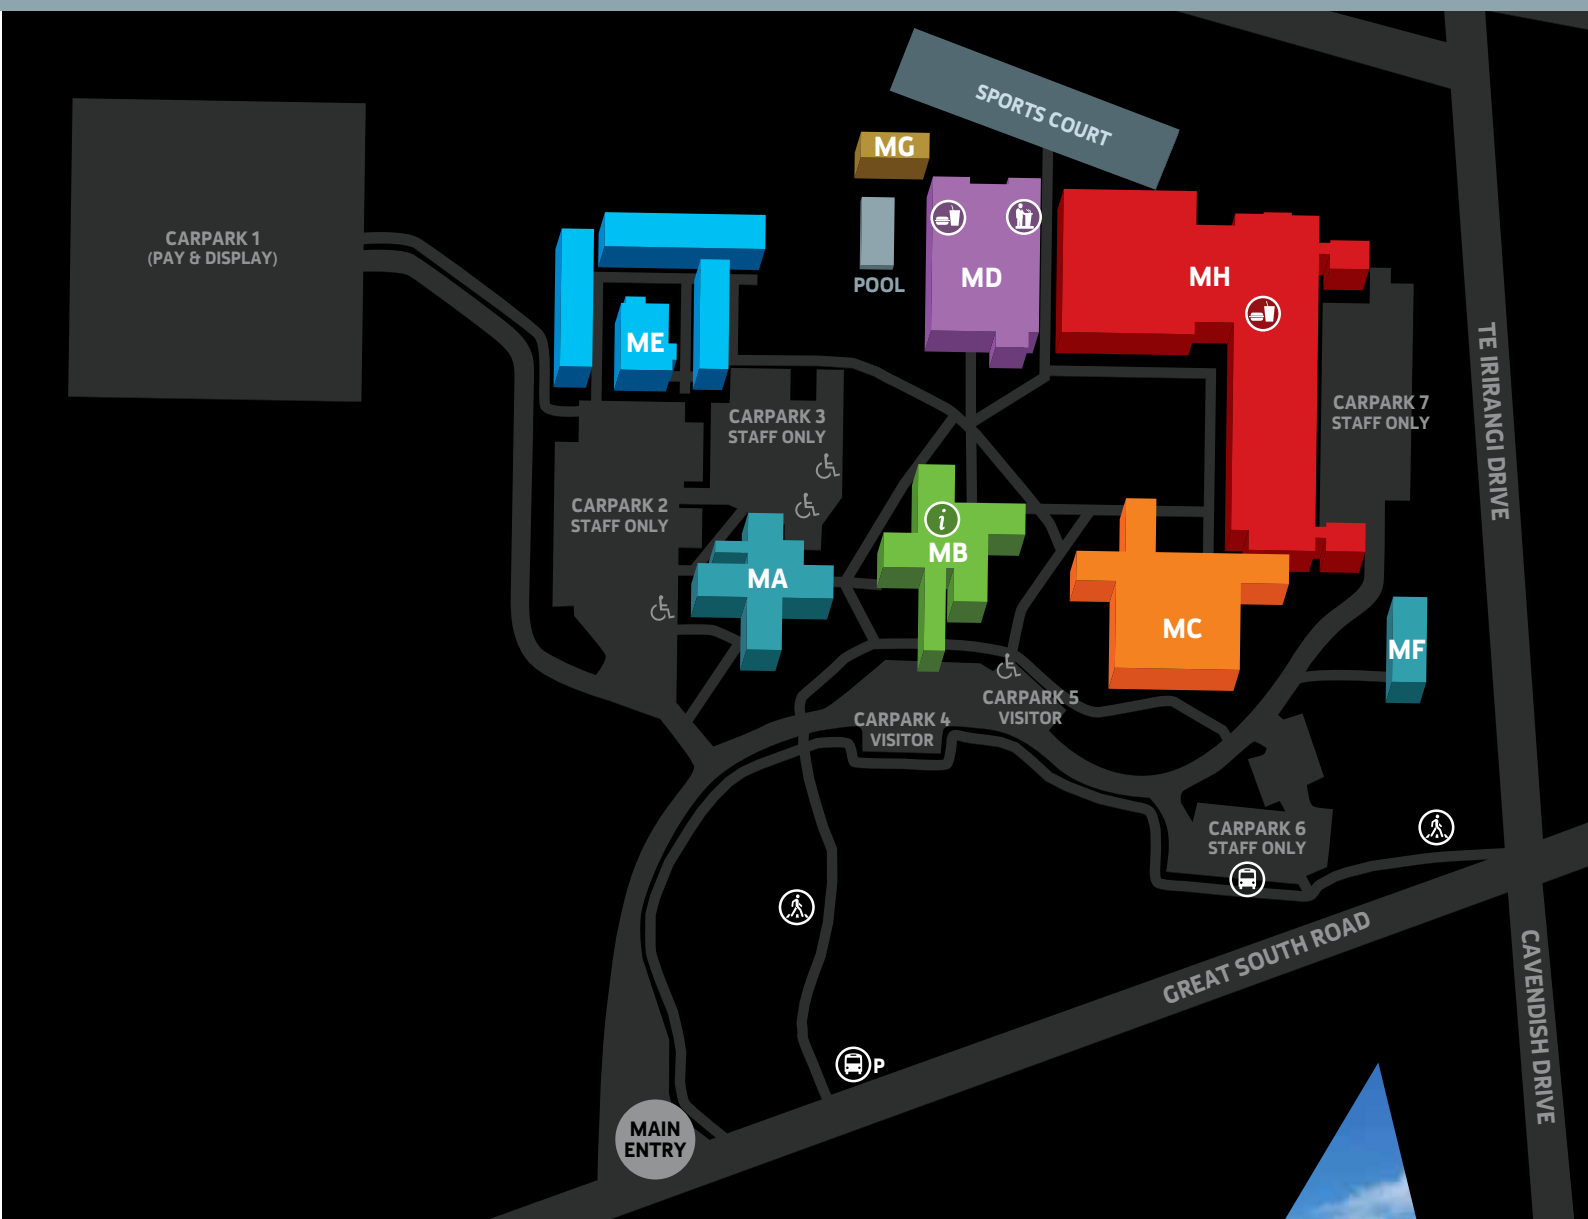 SPORTS COURT
MG
CARPARK 1
(PAY & DISPLAY)
POOL
MD
MH
ME
CARPARK 3
STAFF ONLY
CARPARK 7
STAFF ONLY
TE IRIRANGI DRIVE
CARPARK 2
STAFF ONLY
i
MB
MA
MC
MF
CARPARK 5
VISITOR
CARPARK 4
VISITOR
CARPARK 6
STAFF ONLY
GREAT SOUTH ROAD
CAVENDISH DRIVE
P
MAIN
ENTRY